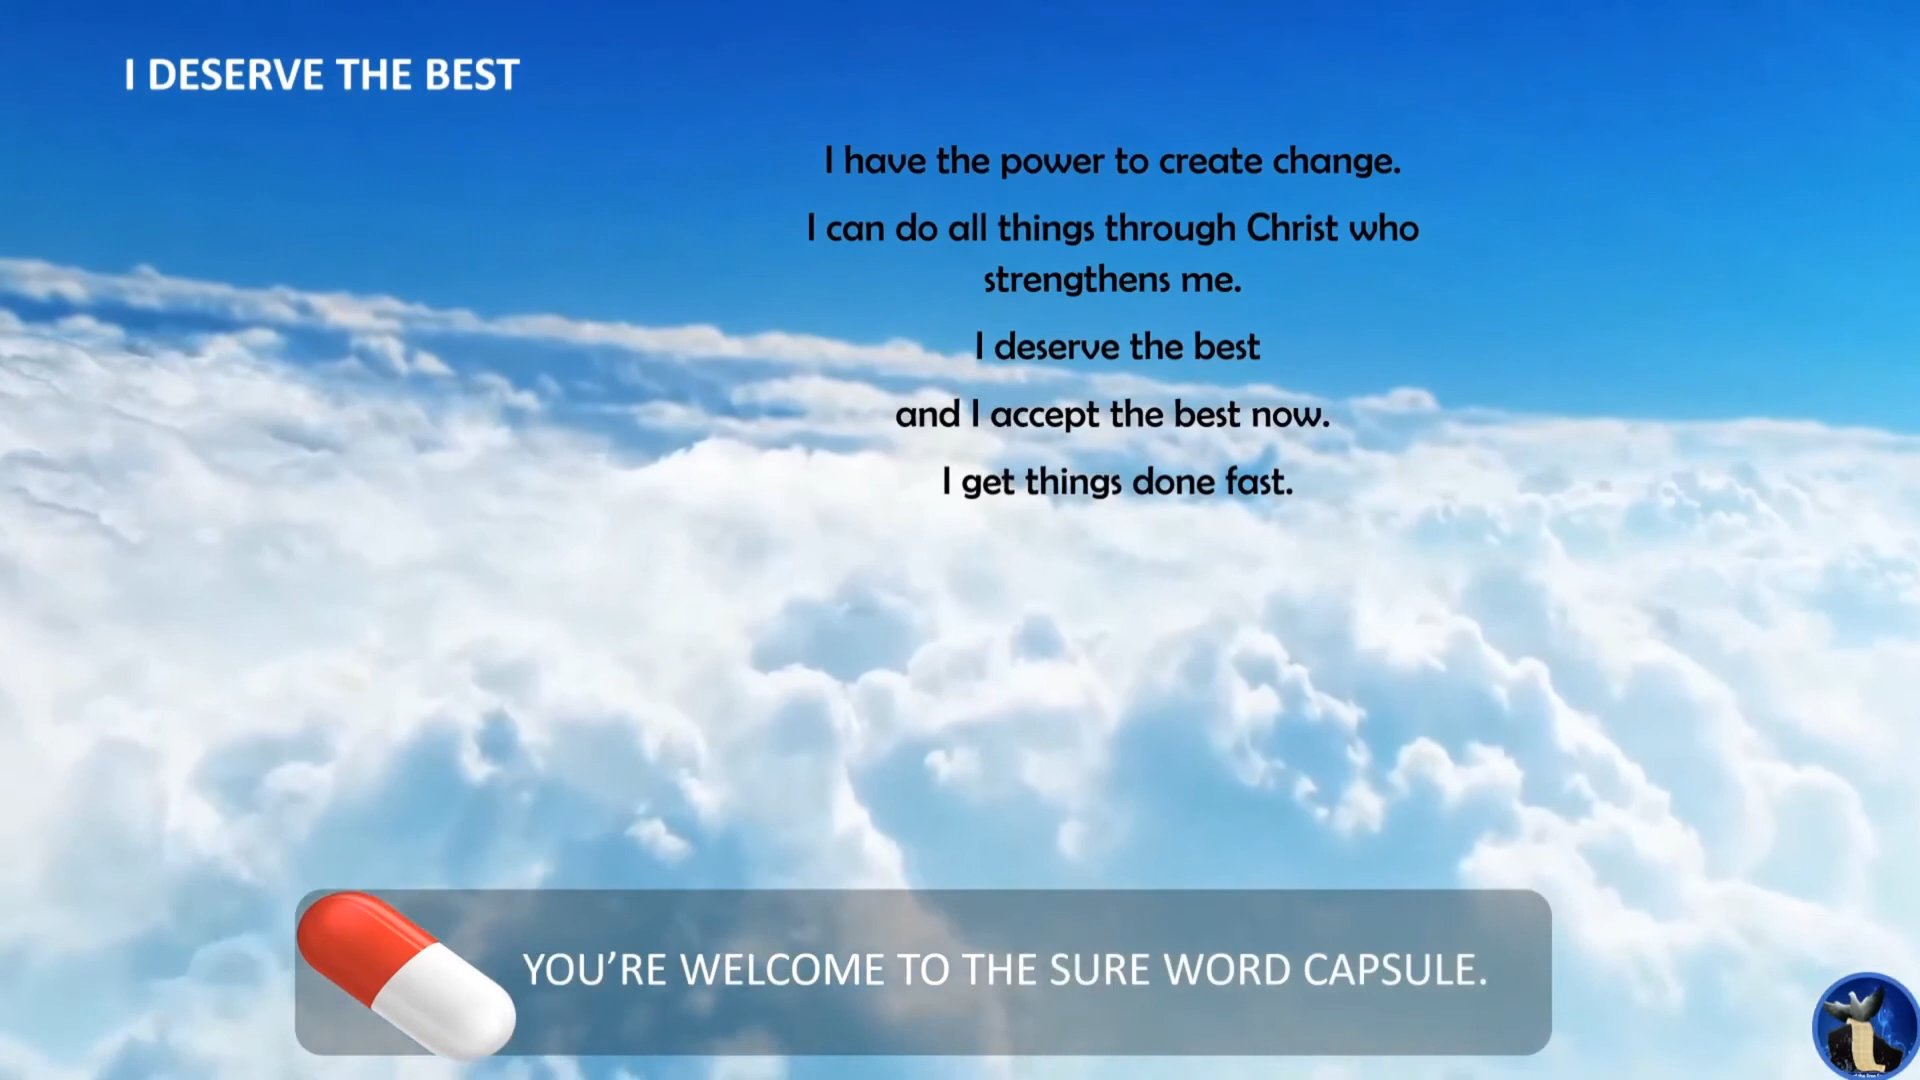 I DESERVE THE BEST
I have the power to create change.
I can do all things through Christ who
strengthens me.
I deserve the best
and I accept the best now.
I get things done fast.
YOU’RE WELCOME TO THE SURE WORD CAPSULE.